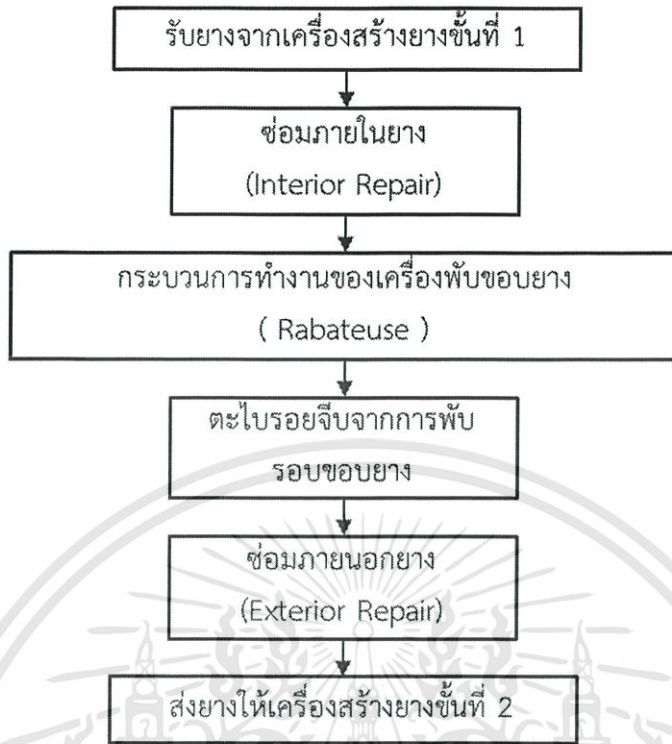 รับยางจากเครื่องสร้างยางขั้นที่ 1
ซ่อมภายในยาง
(Interior Repair)
กระบวนการทำงานของเครื่องพับขอบยาง
( Rabateuse )
ตะไบรอยจีบจากการพับ
รอบขอบยาง
ซ่อมภายนอกยาง
(Exterior Repair)
ส่งยางให้เครื่องสร้างยางขั้นที่ 2